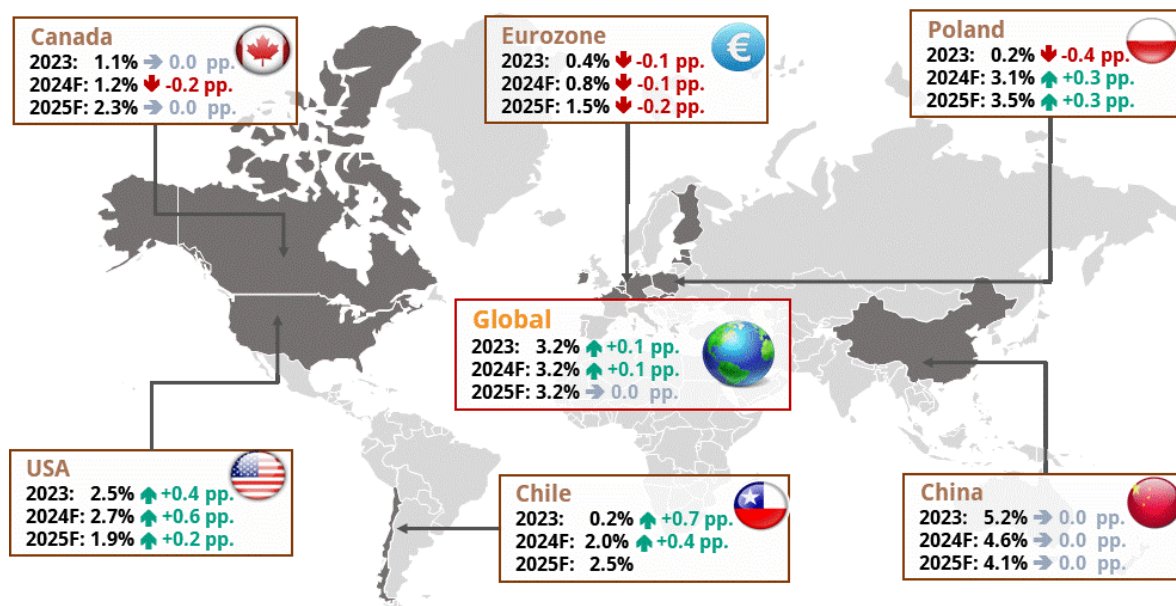 Canada
2023: 1.1% 0.0 pp.
2024F: 1.2% -0.2 pp.
2025F: 2.3% 0.0 pp.
Eurozone
2023: 0.4% -0.1 pp.
2024F: 0.8% -0.1 pp.
2025F: 1.5% -0.2 pp.
Poland
2023: 0.2% -0.4 pp.
2024F: 3.1% +0.3 pp.
2025F: 3.5% +0.3 pp.
Global
2023: 3.2% +0.1 pp.
2024F: 3.2% +0.1 pp.
2025F: 3.2% 0.0 pp.
USA
2023: 2.5% +0.4 pp.
2024F: 2.7% +0.6 pp.
2025F: 1.9% +0.2 pp.
Chile
2023: 0.2% +0.7 pp.
2024F: 2.0% +0.4 pp.
2025F: 2.5%
China
2023: 5.2% 0.0 pp.
2024F: 4.6% 0.0 pp.
2025F: 4.1% 0.0 pp.